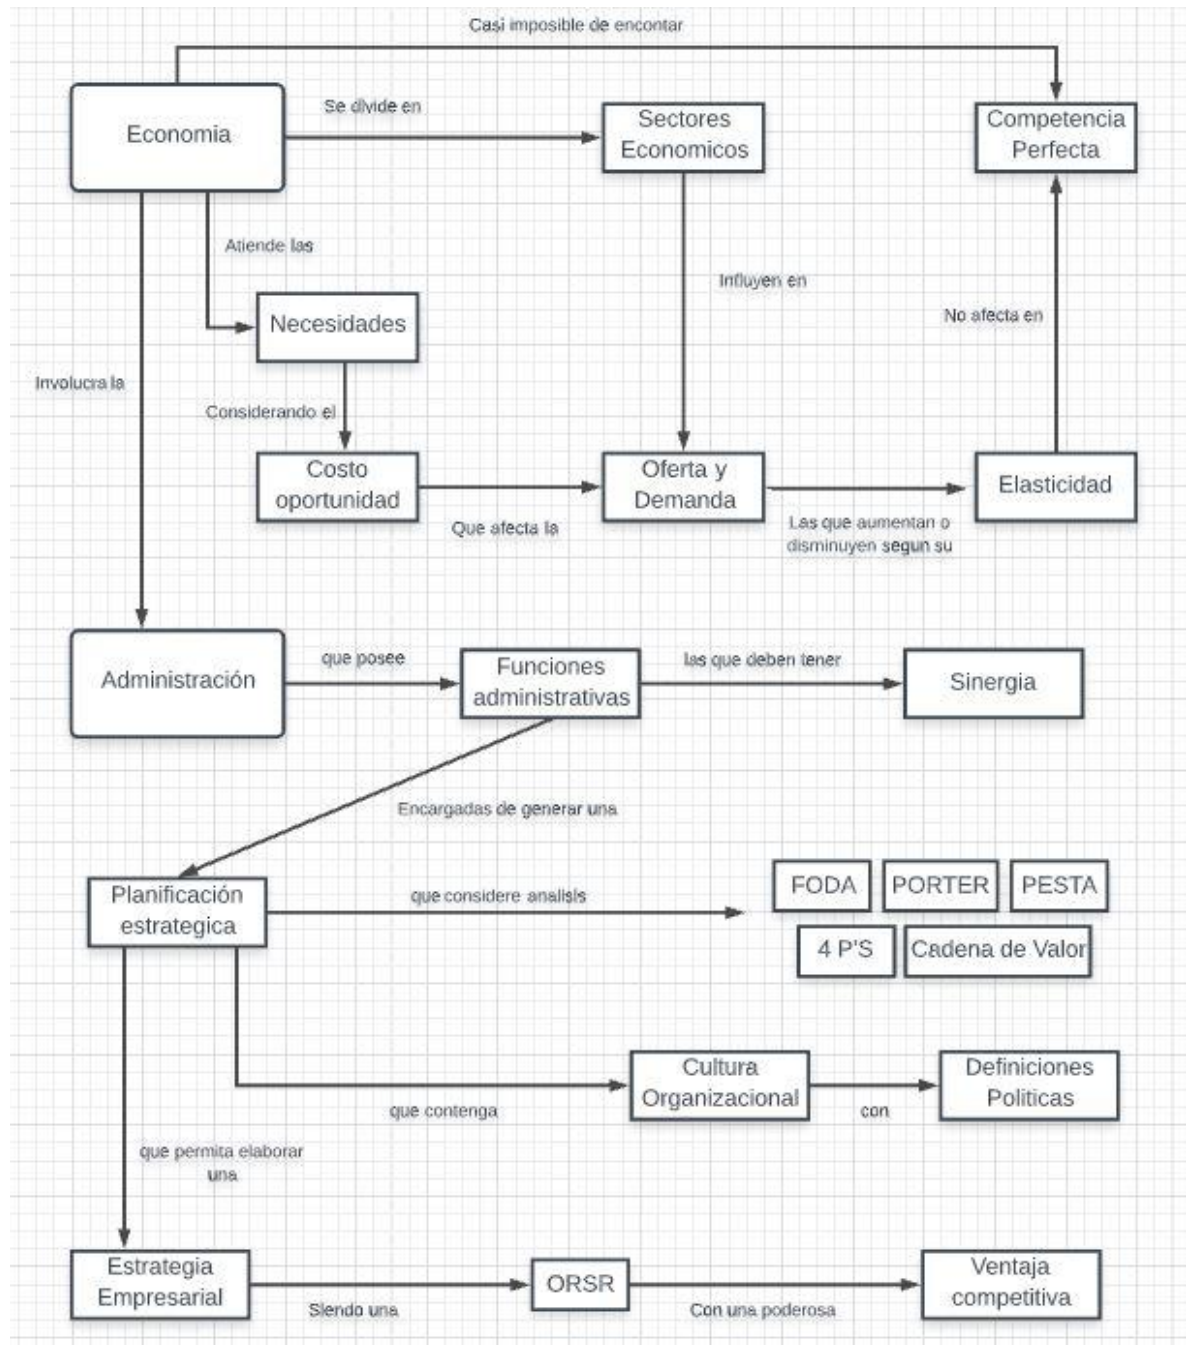 Casi imposible de encontar
Economia
Se divide en
Sectores
Economicos
Competencia
Perfecta
Atiende las
Influyen en
No afecta en
Necesidades
Involucra la
Considerando el
Costo
oportunidad
Que afecta la
Oferta y
Demanda
Las que aumentan o
disminuyen segun su
Elasticidad
Administración
que posee
Funciones
administrativas
las que deben tener
Sinergia
Encargadas de generar una
Planificación
estrategica
que considere analisis
FODA
PORTER
PESTA
4 P'S
Cadena de Valor
que contenga
Cultura
Organizacional
con
Definiciones
Politicas
que permita elaborar
una
Estrategia
Empresarial
Siendo una
ORSR
Con una poderosa
Ventaja
competitiva